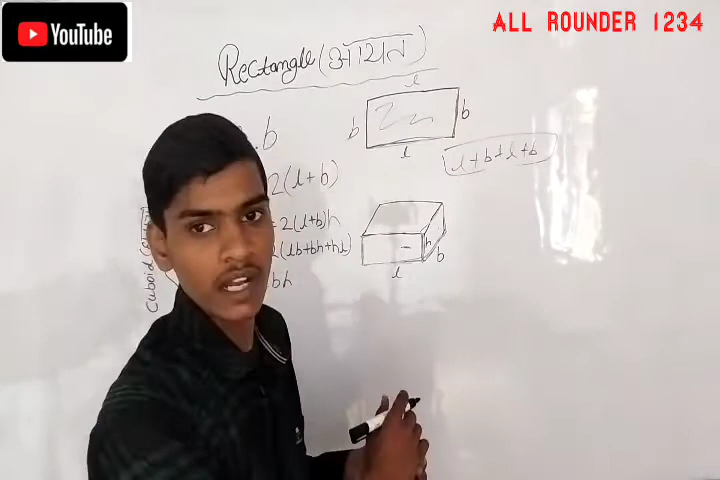 YouTube
ALL ROUNDER 1234
Rectangle (आयत)
l
b
b
l
.b
l+b+l+b
2(l+b)
2(l+b)h
(lb+bh+hl)
bh
Cuboid
h
b
l